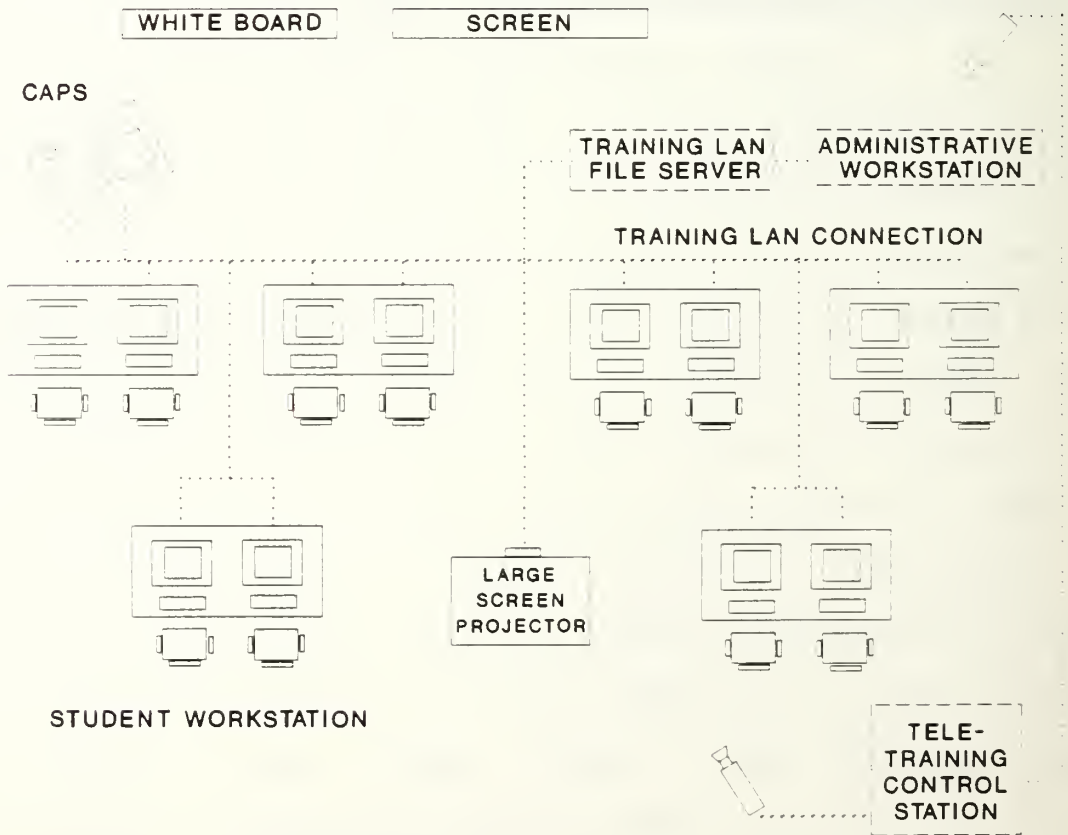 WHITE BOARD
SCREEN
CAPS
TRAINING LAN
FILE SERVER
ADMINISTRATIVE
WORKSTATION
TRAINING LAN CONNECTION
LARGE
SCREEN
PROJECTOR
STUDENT WORKSTATION
TELE-
TRAINING
CONTROL
STATION